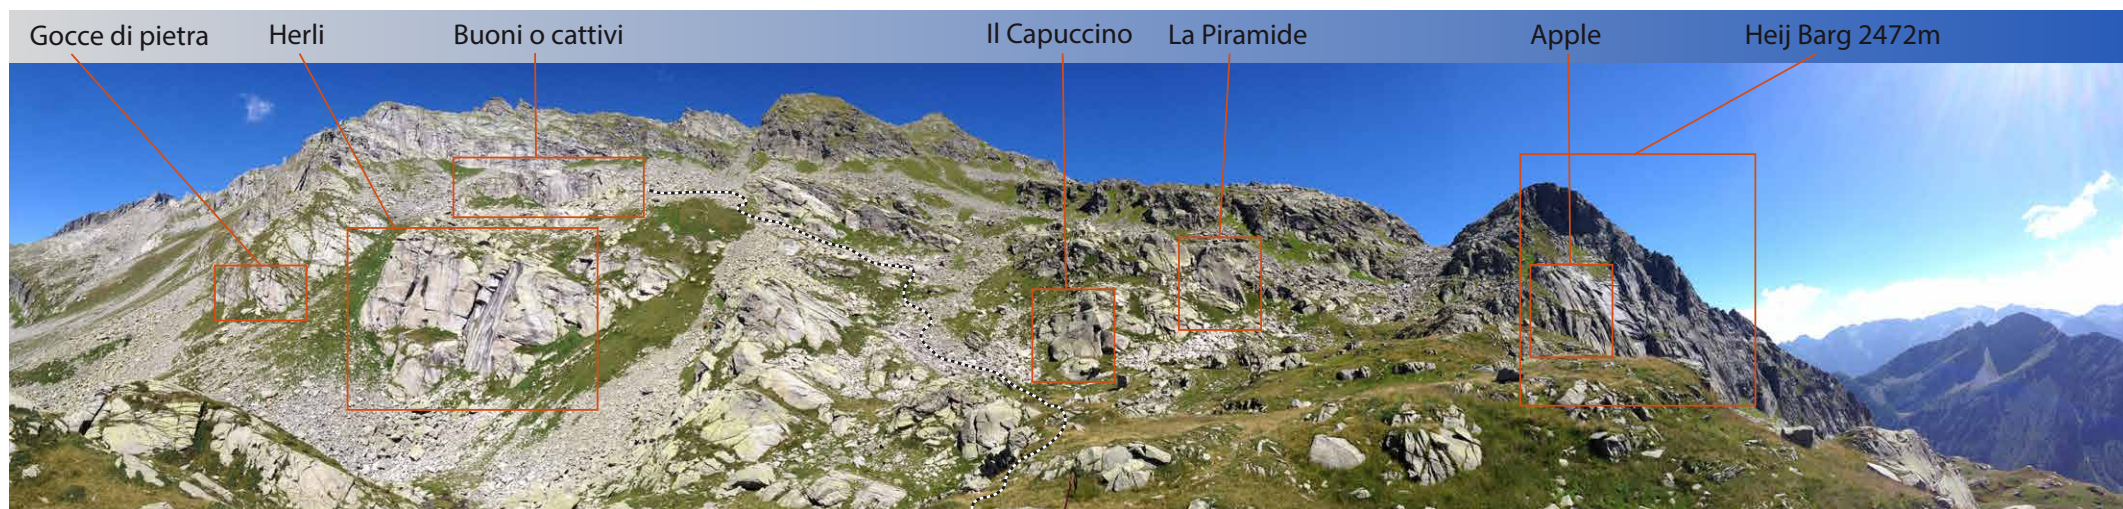 Gocce di pietra Herli Buoni o cattivi Il Capuccino La Piramide Apple Heij Barg 2472m